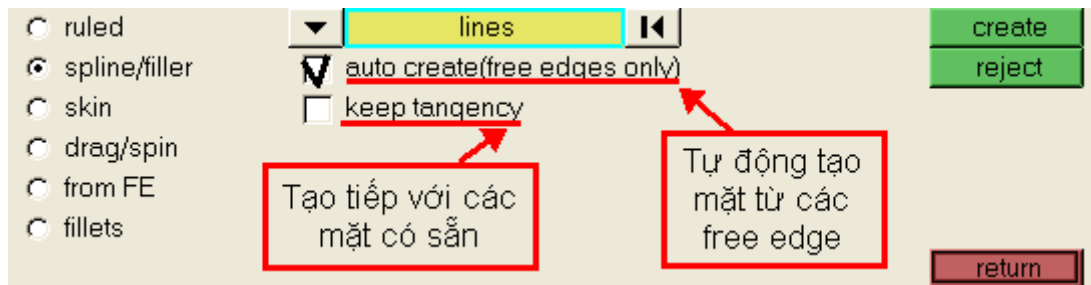 ruled
lines
create
spline/filler
auto create(free edges only)
reject
skin
keep tangency
drag/spin
from FE
fillets
Tạo tiếp với các
mặt có sẵn
Tự động tạo
mặt từ các
free edge
return